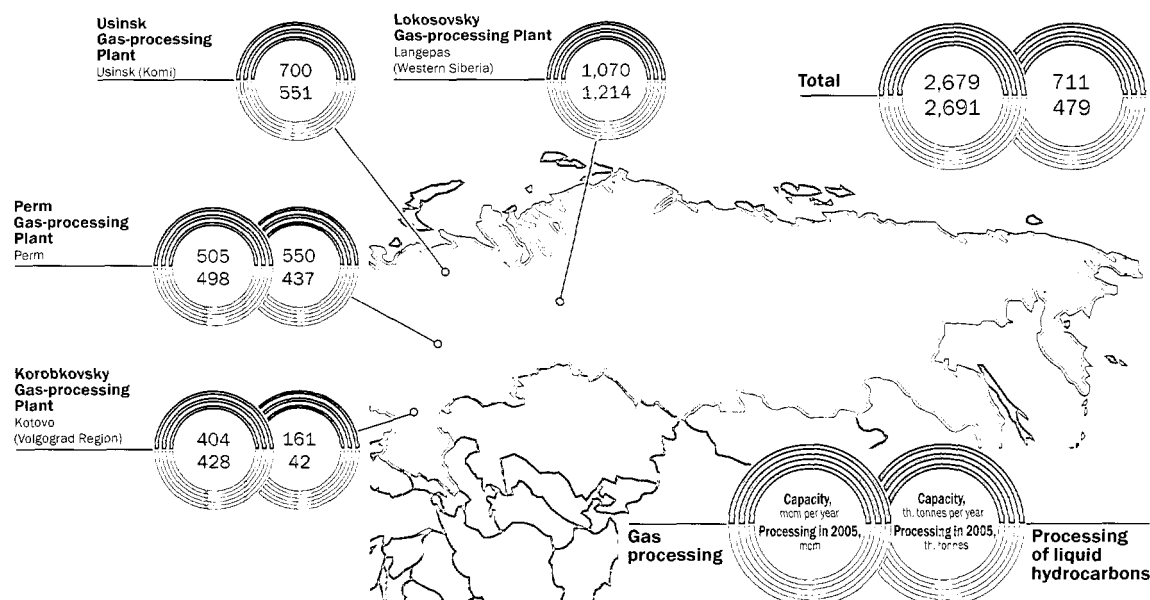 Usinsk
Gas-processing
Plant
Usinsk (Komi)
700
551
Lokosovsky
Gas-processing Plant
Langepas
(Western Siberia)
1,070
1,214
Total
2,679
2,691
711
479
Perm
Gas-processing
Plant
Perm
505
498
550
437
Korobkovsky
Gas-processing
Plant
Kotovo
(Volgograd Region)
404
428
161
42
Gas
processing
Capacity,
mcm per year
Processing in 2005,
mcm
Capacity,
th. tonnes per year
Processing in 2005,
th. tonnes
Processing
of liquid
hydrocarbons